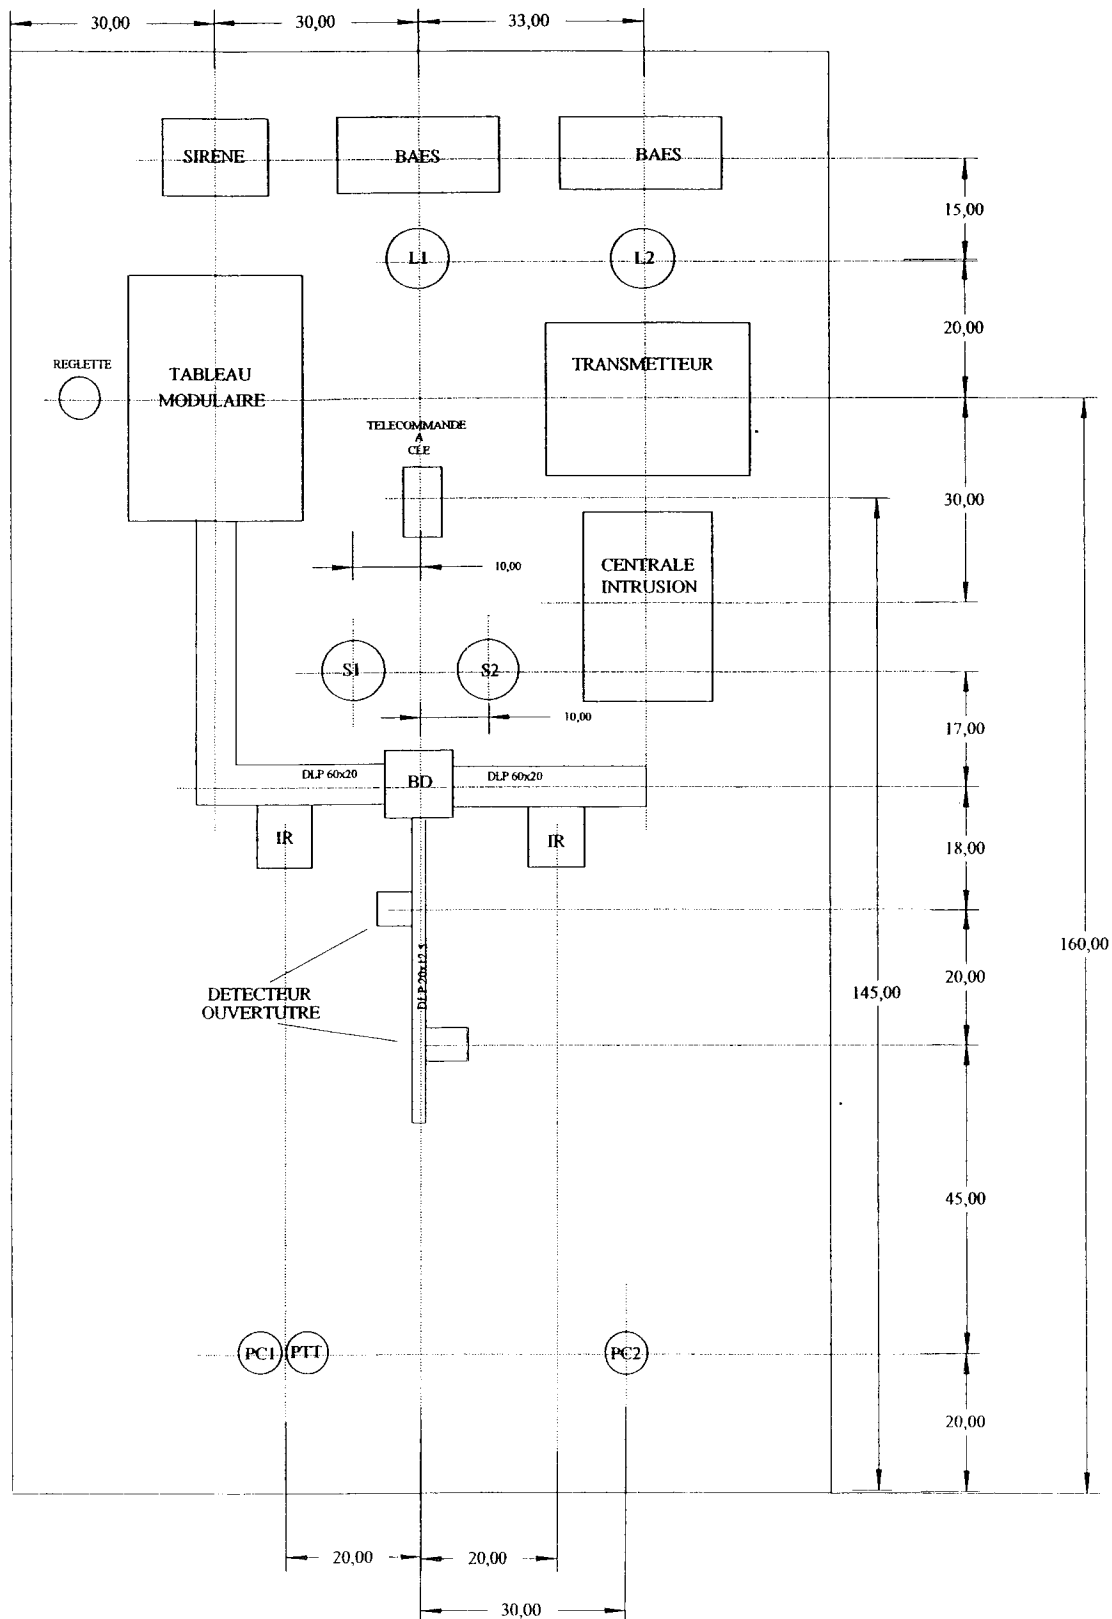 30,00
30,00
33,00
SIRENE
BAES
BAES
15,00
L1
L2
20,00
REGLETTE
TABLEAU
MODULAIRE
TRANSMETTEUR
TELECOMMANDE
A
CLE
30,00
10,00
CENTRALE
INTRUSION
S1
S2
10,00
17,00
DLP 60x20
BD
DLP 60x20
IR
IR
18,00
160,00
DLP 20x12.5
20,00
DETECTEUR
OUVERTUTRE
145,00
45,00
PC1
PTT
PC2
20,00
20,00
20,00
30,00